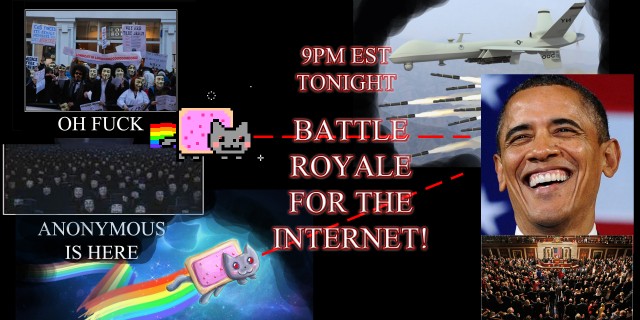 OH FUCK
ANONYMOUS
IS HERE
9PM EST
TONIGHT
BATTLE
ROYALE
FOR THE
INTERNET!